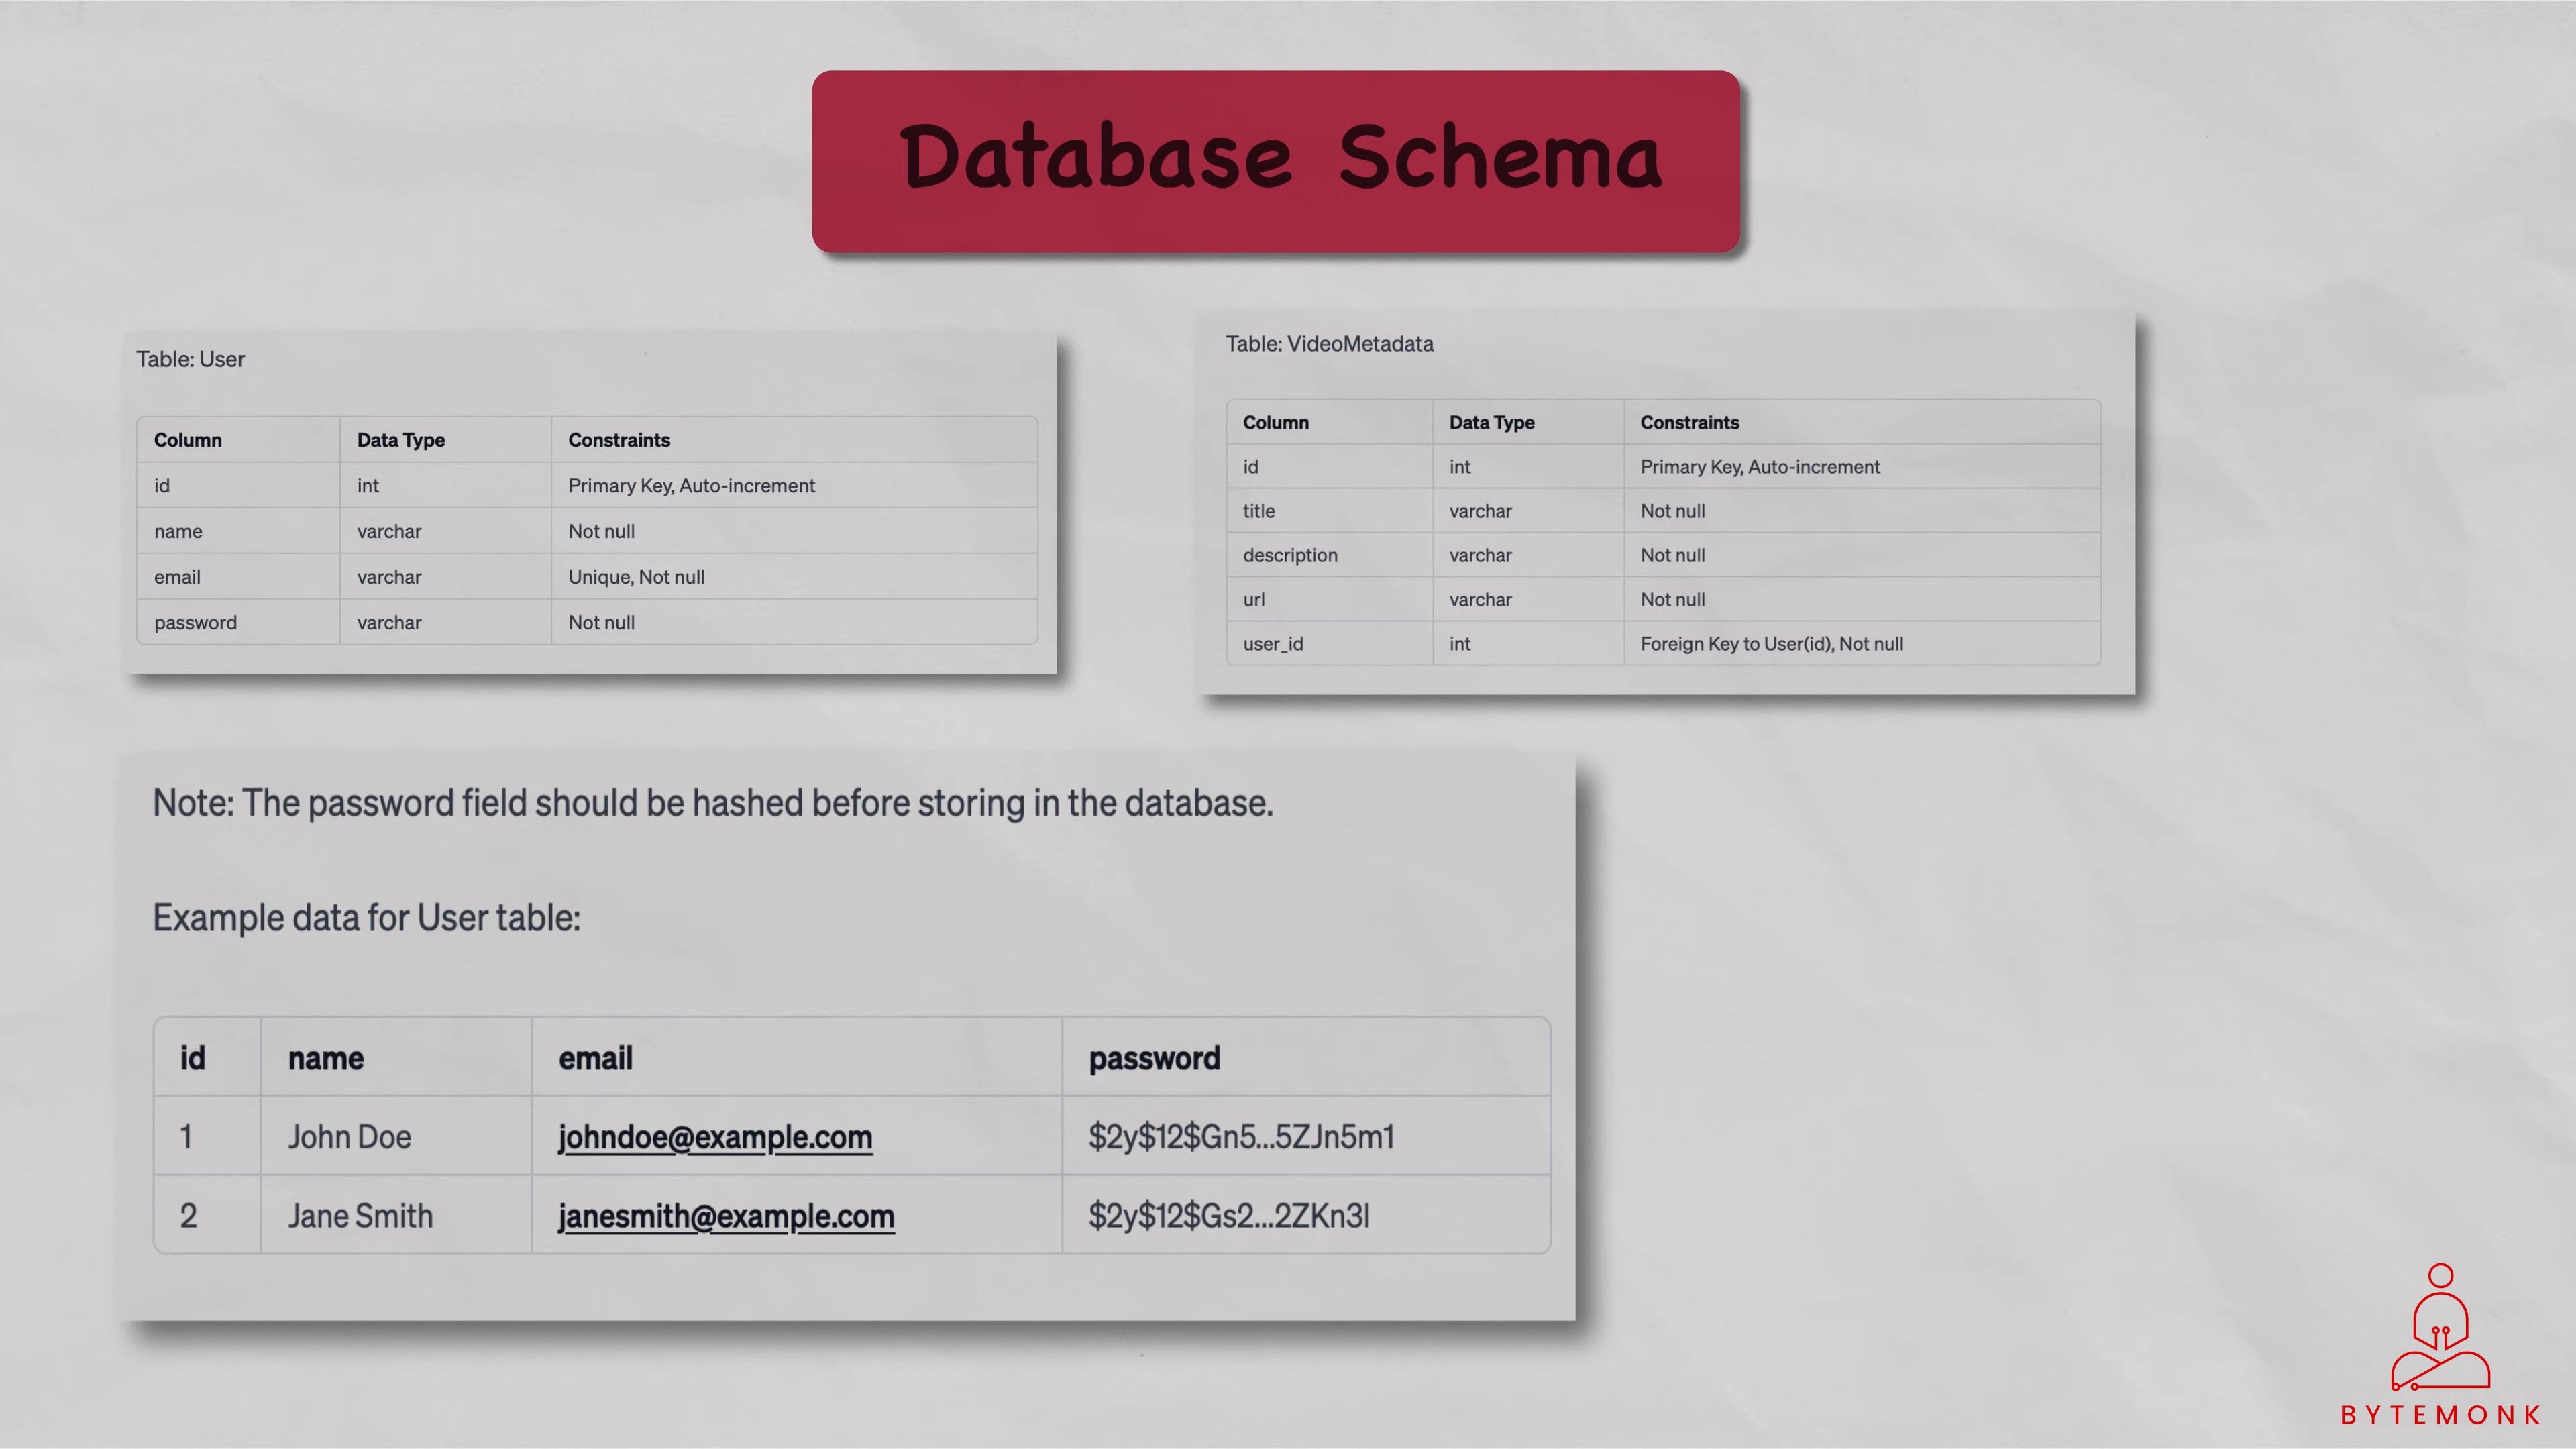 Database Schema
Table: User
Column Data Type Constraints
id int Primary Key, Auto-increment
name varchar Not null
email varchar Unique, Not null
password varchar Not null
Table: VideoMetadata
Column Data Type Constraints
id int Primary Key, Auto-increment
title varchar Not null
description varchar Not null
url varchar Not null
user_id int Foreign Key to User(id), Not null
Note: The password field should be hashed before storing in the database.
Example data for User table:
id name email password
1 John Doe johndoe@example.com $2y$12$Gn5...5ZJn5m1
2 Jane Smith janesmith@example.com $2y$12$Gs2...2ZKn3l
BYTEMONK